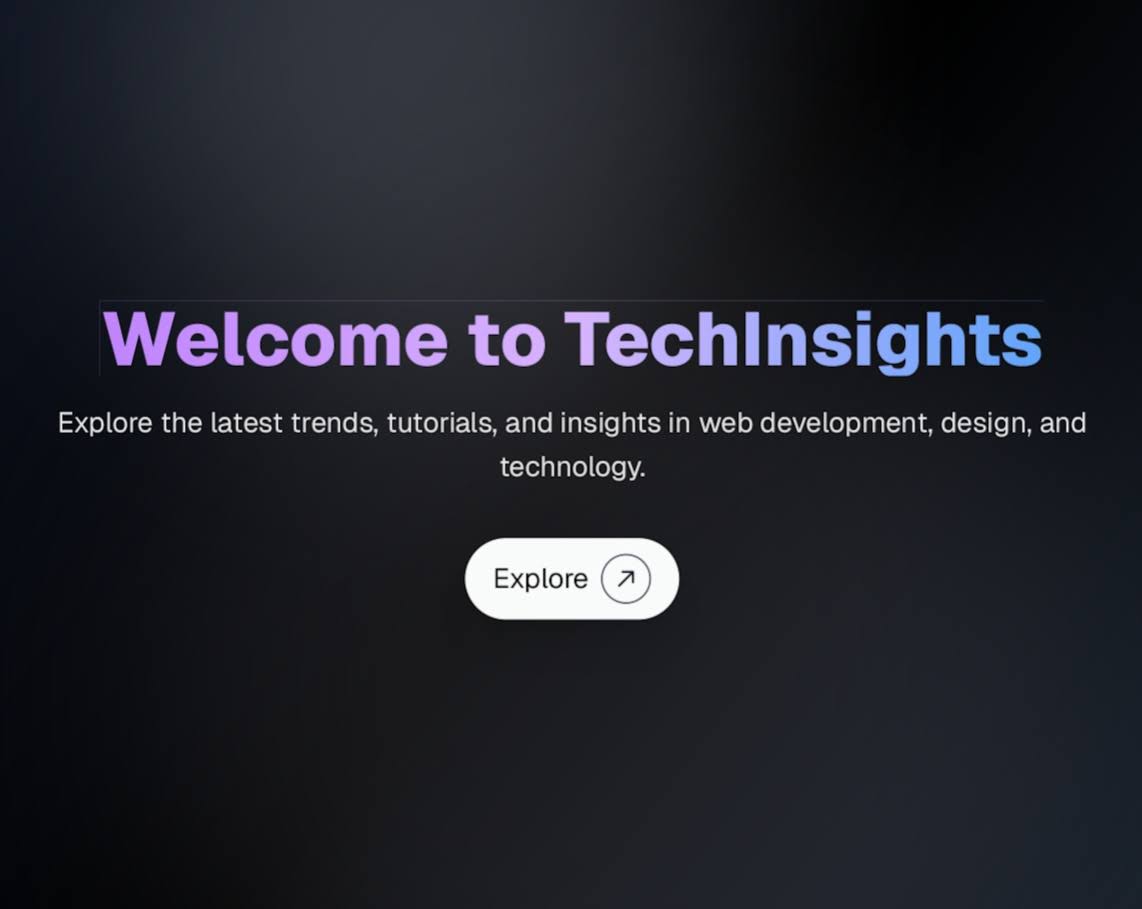 Welcome to TechInsights
Explore the latest trends, tutorials, and insights in web development, design, and
technology.
Explore